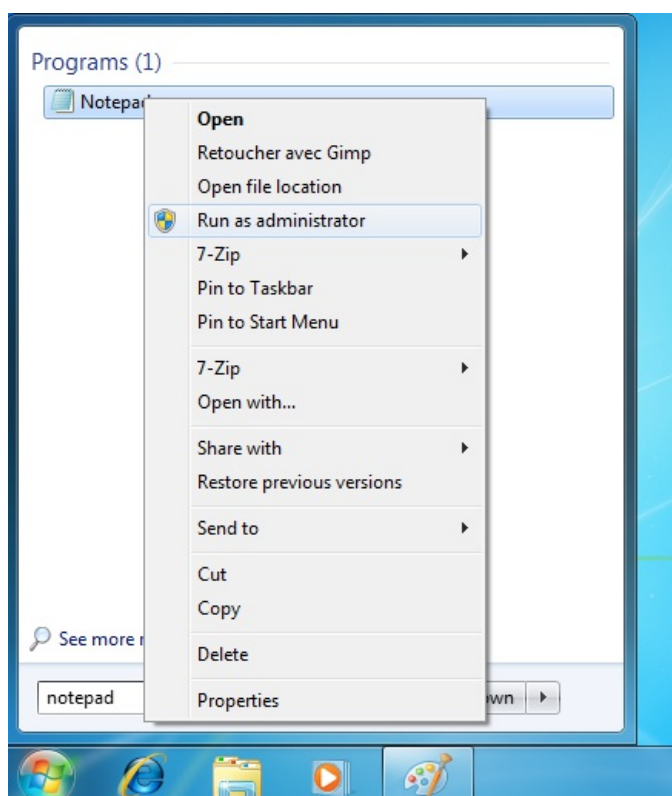 Programs (1)
Notepad
Open
Retoucher avec Gimp
Open file location
Run as administrator
7-Zip
Pin to Taskbar
Pin to Start Menu
7-Zip
Open with...
Share with
Restore previous versions
Send to
Cut
Copy
Delete
Properties
See more
notepad